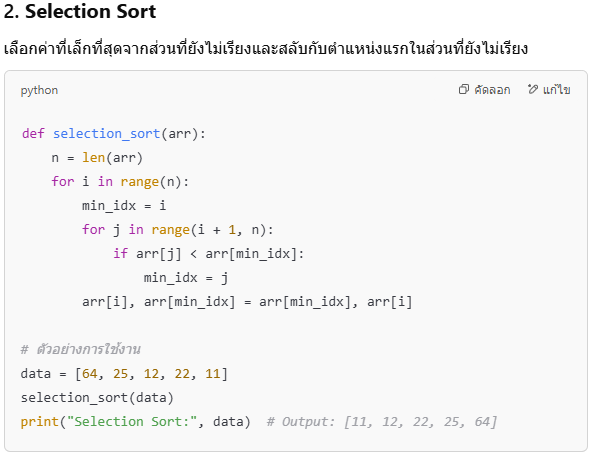 2. Selection Sort
เลือกค่าที่เล็กที่สุดจากส่วนที่ยังไม่เรียงและสลับกับตำแหน่งแรกในส่วนที่ยังไม่เรียง
python คัดลอก แก้ไข
def selection_sort(arr):
    n = len(arr)
    for i in range(n):
        min_idx = i
        for j in range(i + 1, n):
            if arr[j] < arr[min_idx]:
                min_idx = j
        arr[i], arr[min_idx] = arr[min_idx], arr[i]
# ตัวอย่างการใช้งาน
data = [64, 25, 12, 22, 11]
selection_sort(data)
print("Selection Sort:", data)  # Output: [11, 12, 22, 25, 64]